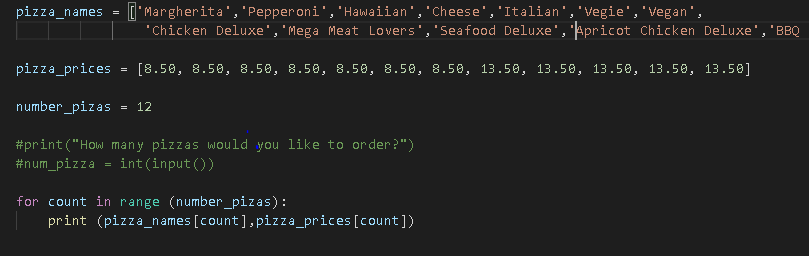 pizza_names = ['Margherita','Pepperoni','Hawaiian','Cheese','Italian','Vegie','Vegan',
'Chicken Deluxe','Mega Meat Lovers','Seafood Deluxe','Apricot Chicken Deluxe','BBQ
pizza_prices = [8.50, 8.50, 8.50, 8.50, 8.50, 8.50, 8.50, 13.50, 13.50, 13.50, 13.50, 13.50]
number_pizas = 12
#print("How many pizzas would you like to order?")
#num_pizza = int(input())
for count in range (number_pizas):
print (pizza_names[count],pizza_prices[count])